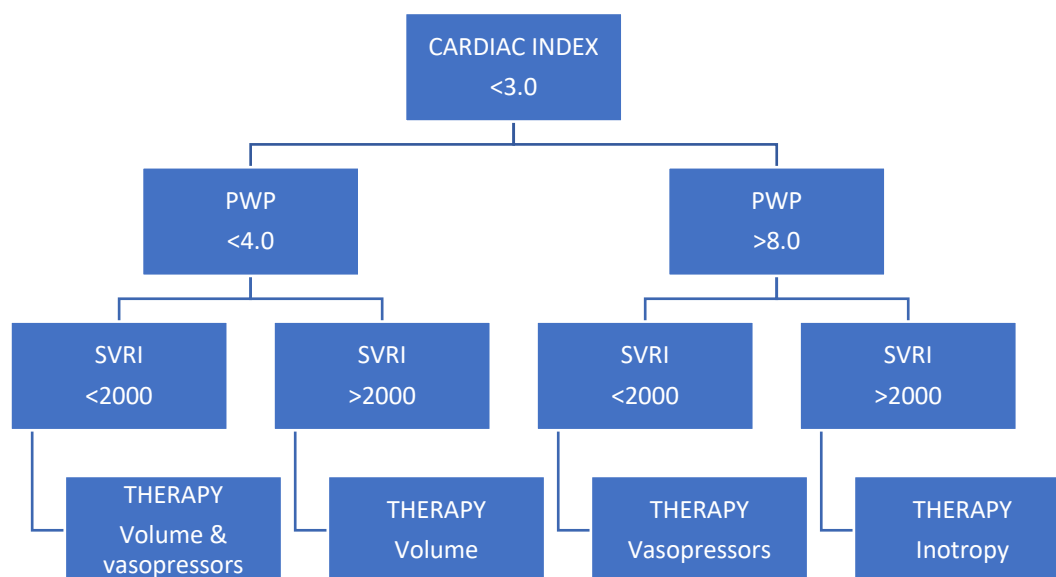 CARDIAC INDEX
<3.0
PWP
<4.0
PWP
>8.0
SVRI
<2000
SVRI
>2000
SVRI
<2000
SVRI
>2000
THERAPY
Volume &
vasopressors
THERAPY
Volume
THERAPY
Vasopressors
THERAPY
Inotropy